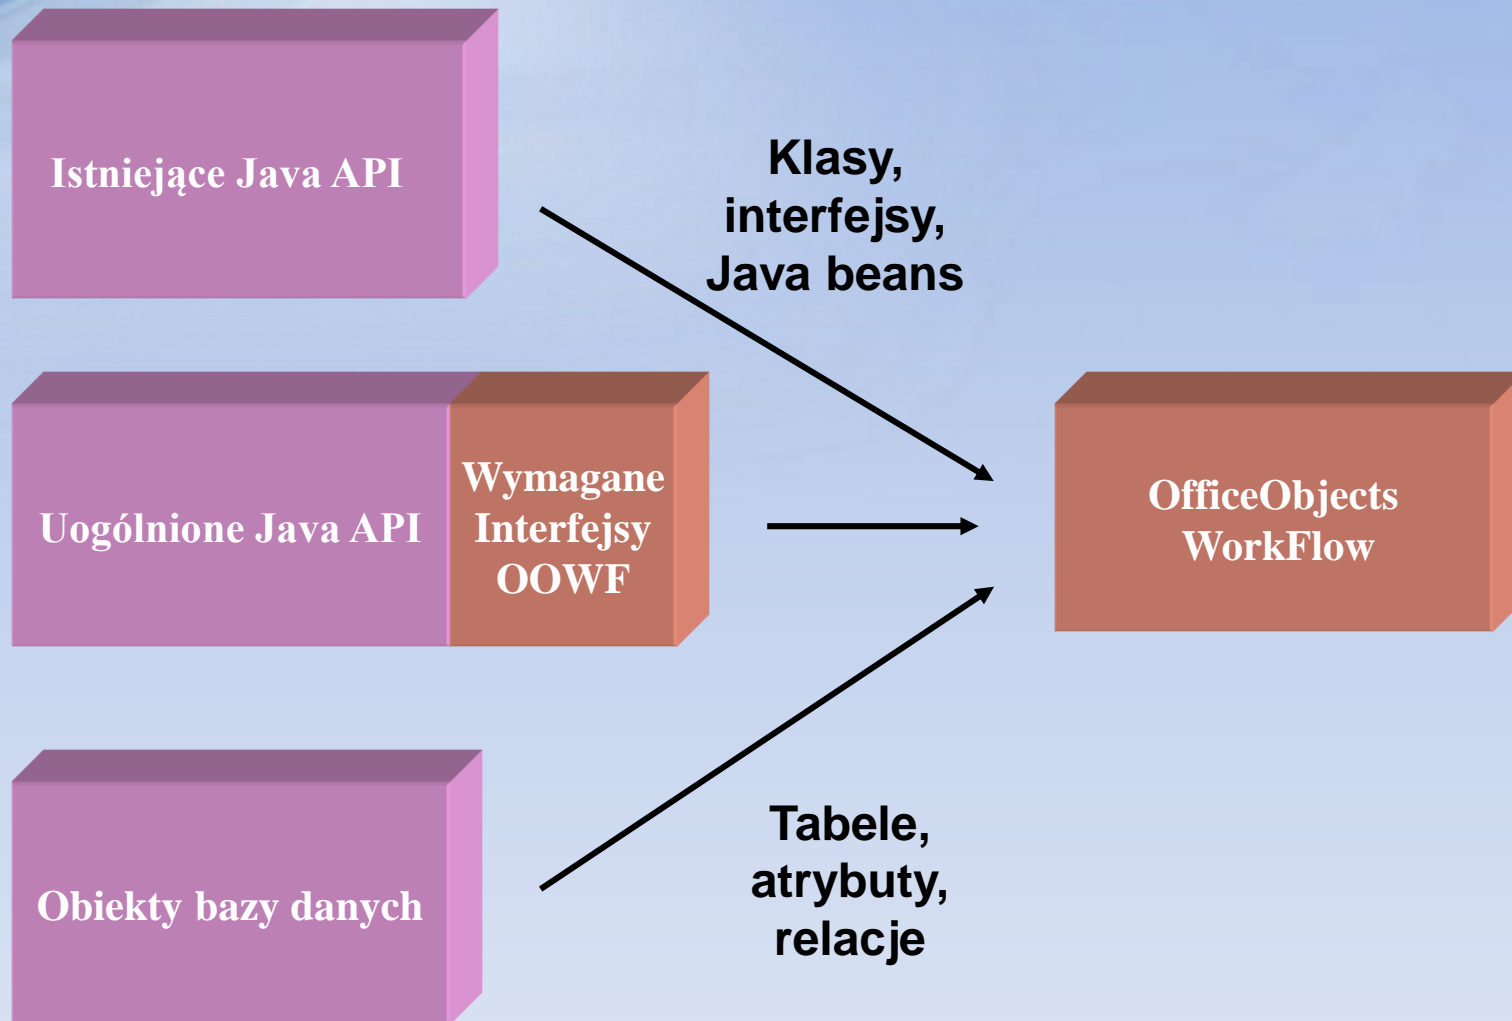 Istniejące Java API
Klasy,
interfejsy,
Java beans
Uogólnione Java API
Wymagane
Interfejsy
OOWF
OfficeObjects
WorkFlow
Obiekty bazy danych
Tabele,
atrybuty,
relacje